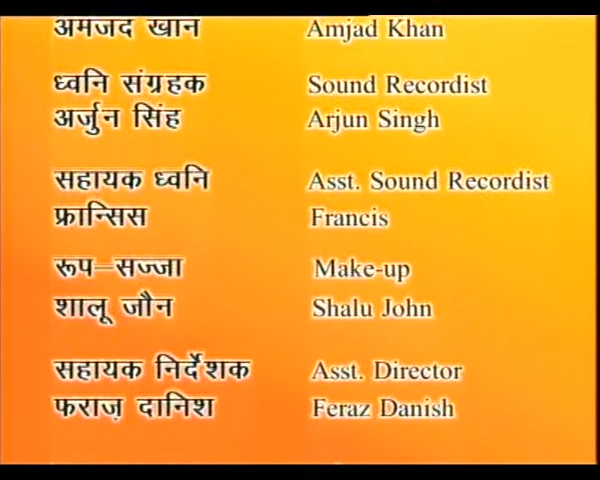 अमजद खान Amjad Khan
ध्वनि संग्रहक Sound Recordist
अर्जुन सिंह Arjun Singh
सहायक ध्वनि Asst. Sound Recordist
फ्रान्सिस Francis
रूप–सज्जा Make-up
शालू जौन Shalu John
सहायक निर्देशक Asst. Director
फराज़ दानिश Feraz Danish